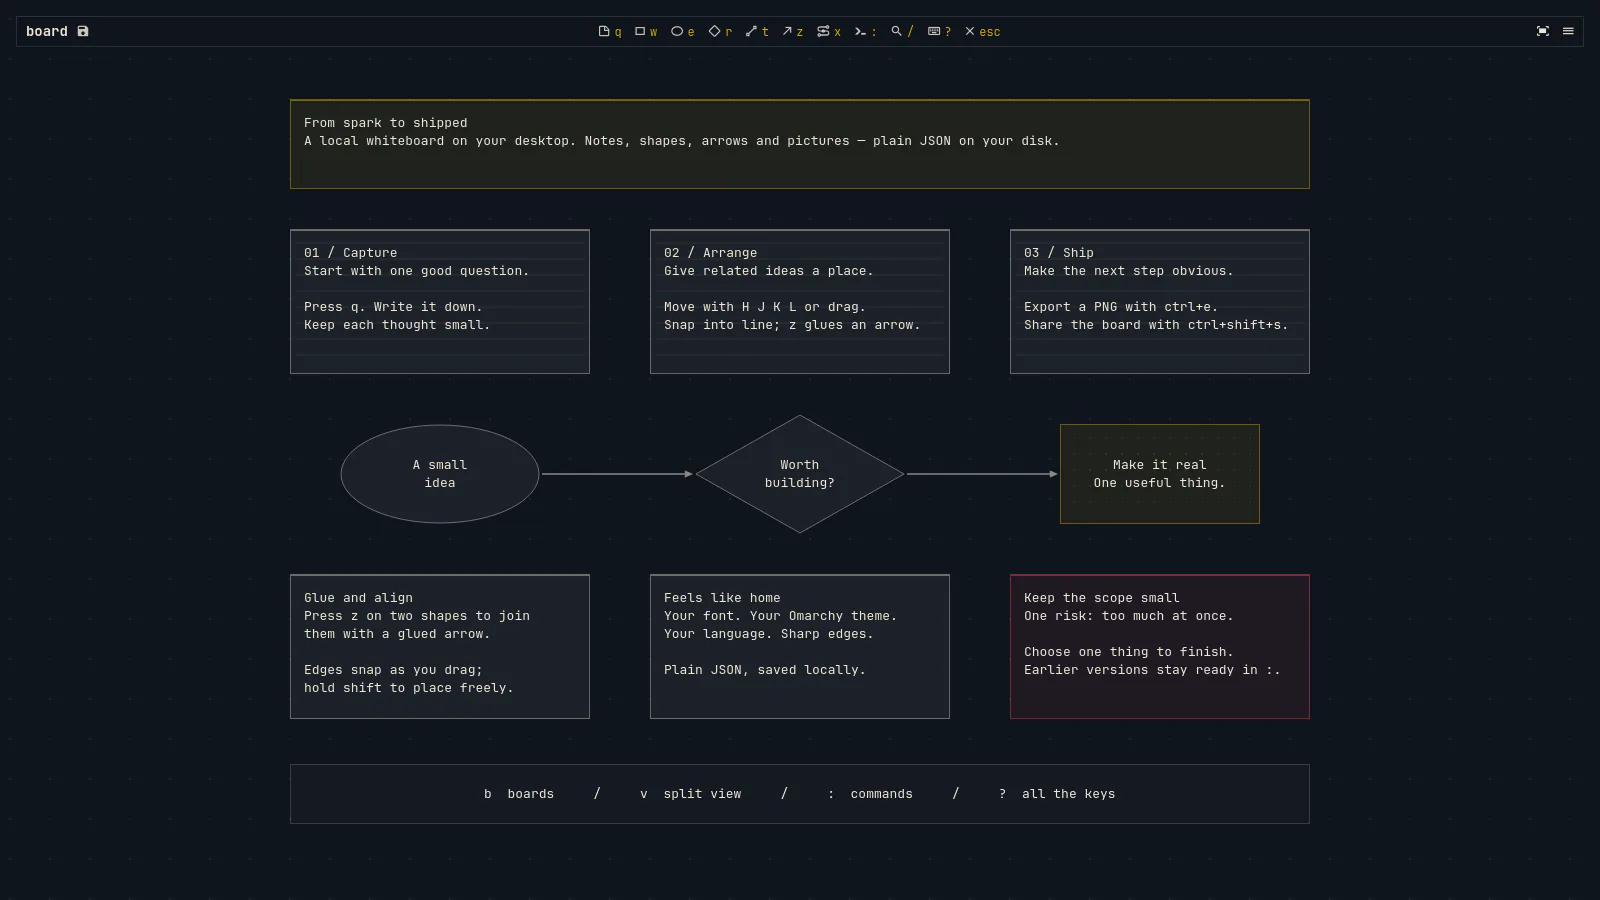 board
q w e r t z x : / ? esc
From spark to shipped
A local whiteboard on your desktop. Notes, shapes, arrows and pictures — plain JSON on your disk.
01 / Capture
Start with one good question.
Press q. Write it down.
Keep each thought small.
02 / Arrange
Give related ideas a place.
Move with H J K L or drag.
Snap into line; z glues an arrow.
03 / Ship
Make the next step obvious.
Export a PNG with ctrl+e.
Share the board with ctrl+shift+s.
A small
idea
Worth
building?
Make it real
One useful thing.
Glue and align
Press z on two shapes to join
them with a glued arrow.
Edges snap as you drag;
hold shift to place freely.
Feels like home
Your font. Your Omarchy theme.
Your language. Sharp edges.
Plain JSON, saved locally.
Keep the scope small
One risk: too much at once.
Choose one thing to finish.
Earlier versions stay ready in :.
b boards / v split view / : commands / ? all the keys